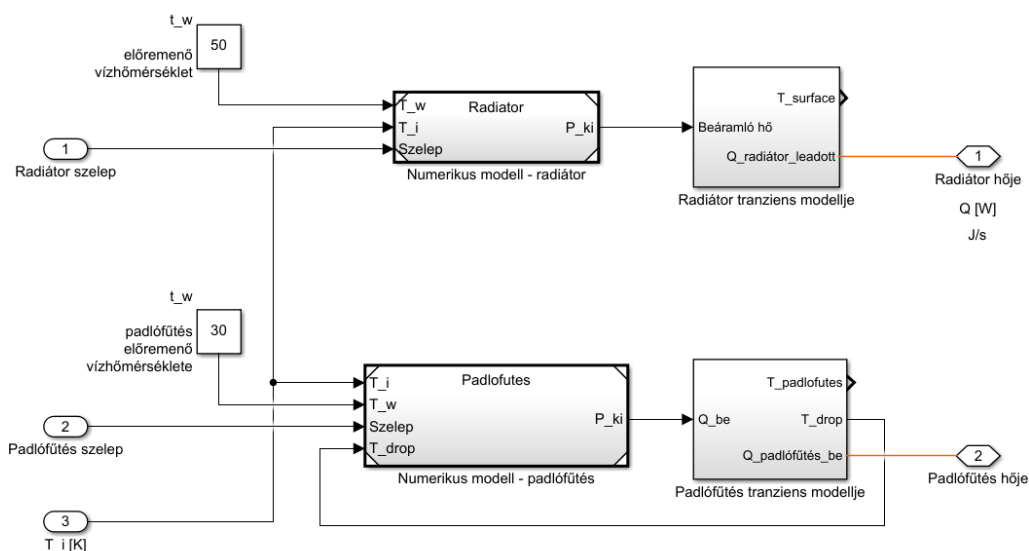 t_w
50
előremenő
vízhőmérséklet
Radiator
T_w
T_i
Szelep
P_ki
Numerikus modell - radiátor
1
Radiátor szelep
T_surface
Beáramló hő
Q_radiátor_leadott
Radiátor tranziens modellje
1
Radiátor hője
Q [W]
J/s
t_w
30
padlófűtés
előremenő
vízhőmérséklete
Padlofutes
T_i
T_w
Szelep
T_drop
P_ki
Numerikus modell - padlófűtés
2
Padlófűtés szelep
T_padlofutes
Q_be
T_drop
Q_padlófűtés_be
Padlófűtés tranziens modellje
2
Padlófűtés hője
3
T_i [K]